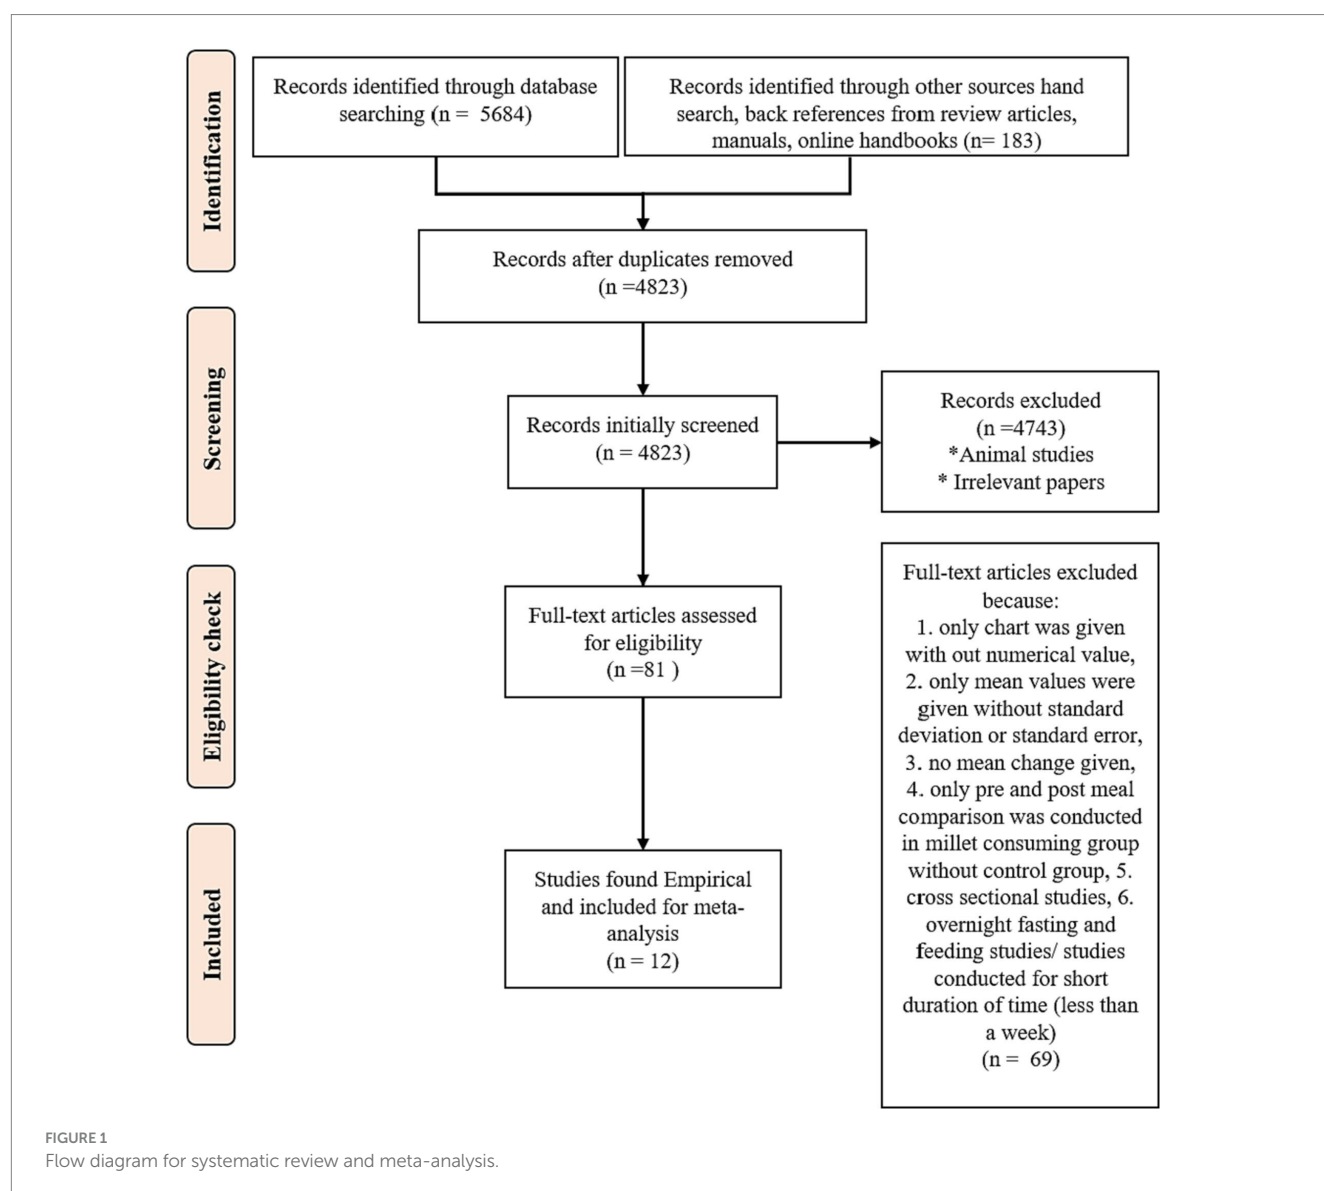 Identification
Records identified through database
searching (n = 5684)
Records identified through other sources hand
search, back references from review articles,
manuals, online handbooks (n= 183)
Records after duplicates removed
(n =4823)
Screening
Records initially screened
(n = 4823)
Records excluded
(n =4743)
*Animal studies
* Irrelevant papers
Eligibility check
Full-text articles assessed
for eligibility
(n =81 )
Full-text articles excluded
because:
1. only chart was given
with out numerical value,
2. only mean values were
given without standard
deviation or standard error,
3. no mean change given,
4. only pre and post meal
comparison was conducted
in millet consuming group
without control group, 5.
cross sectional studies, 6.
overnight fasting and
feeding studies/ studies
conducted for short
duration of time (less than
a week)
(n = 69)
Included
Studies found Empirical
and included for meta-
analysis
(n = 12)
FIGURE 1
Flow diagram for systematic review and meta-analysis.